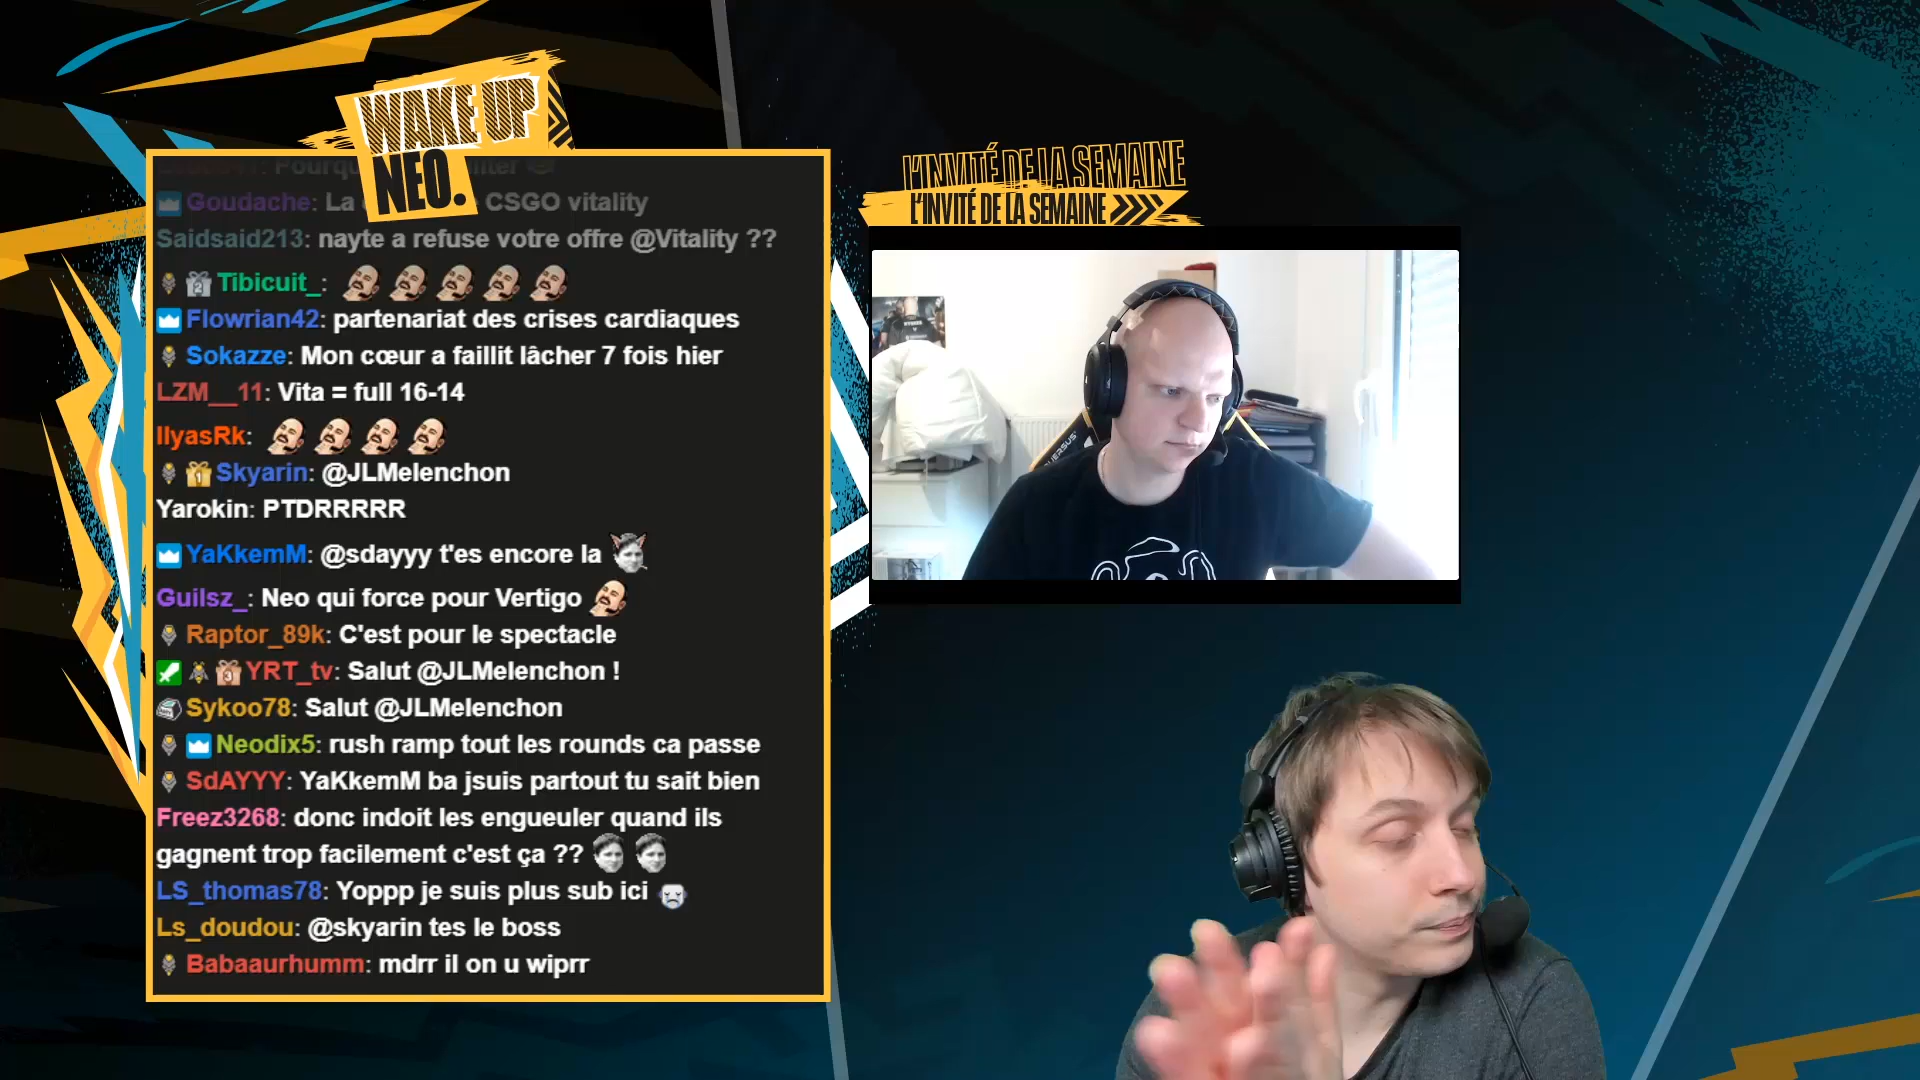 WAKE UP
NEO.
Goudache: La CSGO vitality
Saidsaid213: nayte a refuse votre offre @Vitality ??
Tibicuit_:
Flowrian42: partenariat des crises cardiaques
Sokazze: Mon cœur a faillit lâcher 7 fois hier
LZM__11: Vita = full 16-14
IlyasRk:
Skyarin: @JLMelenchon
Yarokin: PTDRRRRR
YaKkemM: @sdayyy t'es encore la
Guilsz_: Neo qui force pour Vertigo
Raptor_89k: C'est pour le spectacle
YRT_tv: Salut @JLMelenchon !
Sykoo78: Salut @JLMelenchon
Neodix5: rush ramp tout les rounds ca passe
SdAYYY: YaKkemM ba jsuis partout tu sait bien
Freez3268: donc indoit les engueuler quand ils
gagnent trop facilement c'est ça ??
LS_thomas78: Yoppp je suis plus sub ici
Ls_doudou: @skyarin tes le boss
Babaaurhumm: mdrr il on u wiprr
L'INVITÉ DE LA SEMAINE
L'INVITÉ DE LA SEMAINE